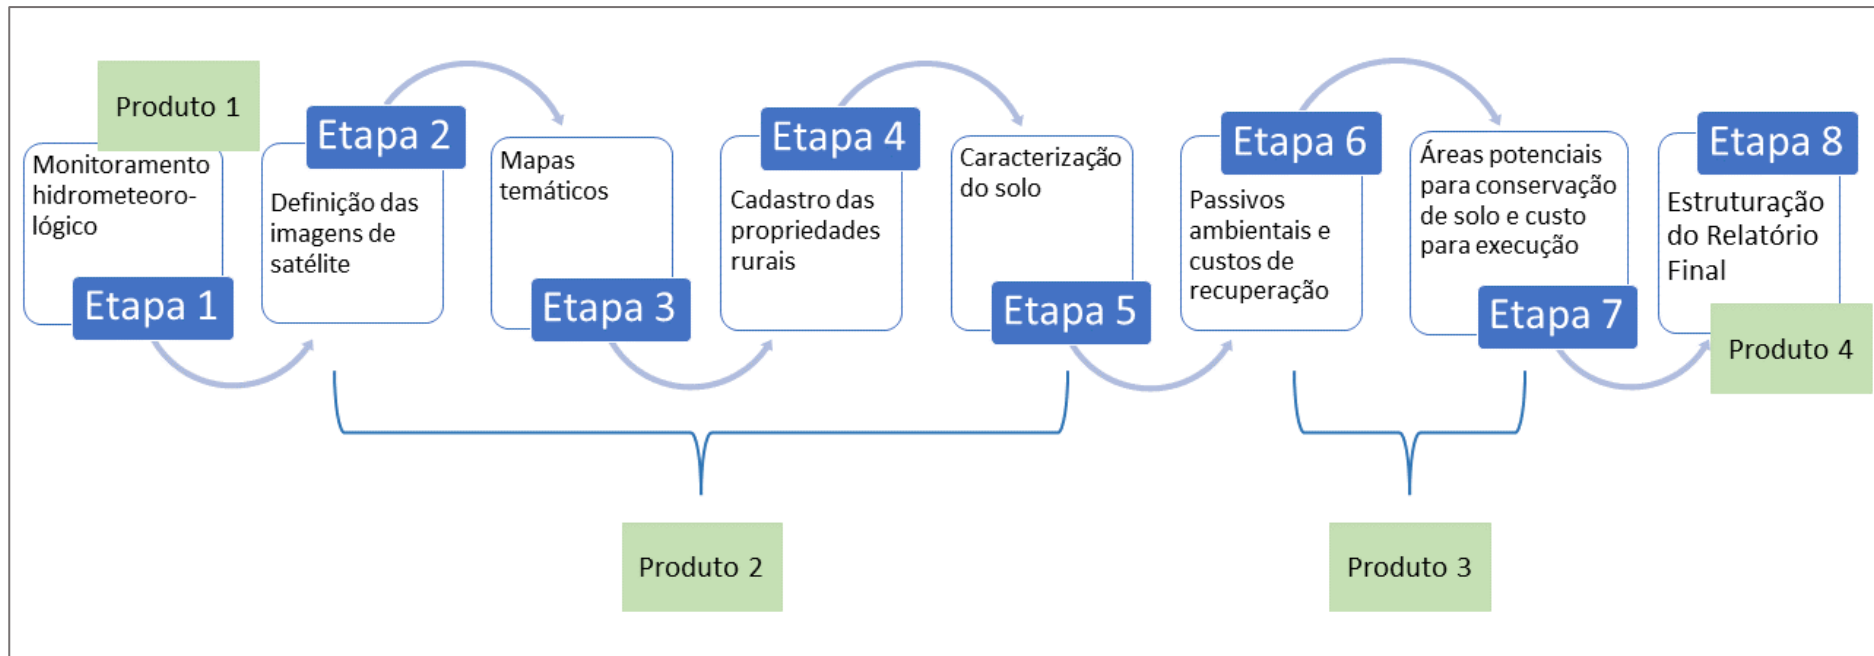 Produto 1
Monitoramento
hidrometeoro-
lógico
Etapa 1
Etapa 2
Definição das
imagens de
satélite
Mapas
temáticos
Etapa 3
Etapa 4
Cadastro das
propriedades
rurais
Caracterização
do solo
Etapa 5
Etapa 6
Passivos
ambientais e
custos de
recuperação
Áreas potenciais
para conservação
de solo e custo
para execução
Etapa 7
Etapa 8
Estruturação
do Relatório
Final
Produto 4
Produto 2
Produto 3